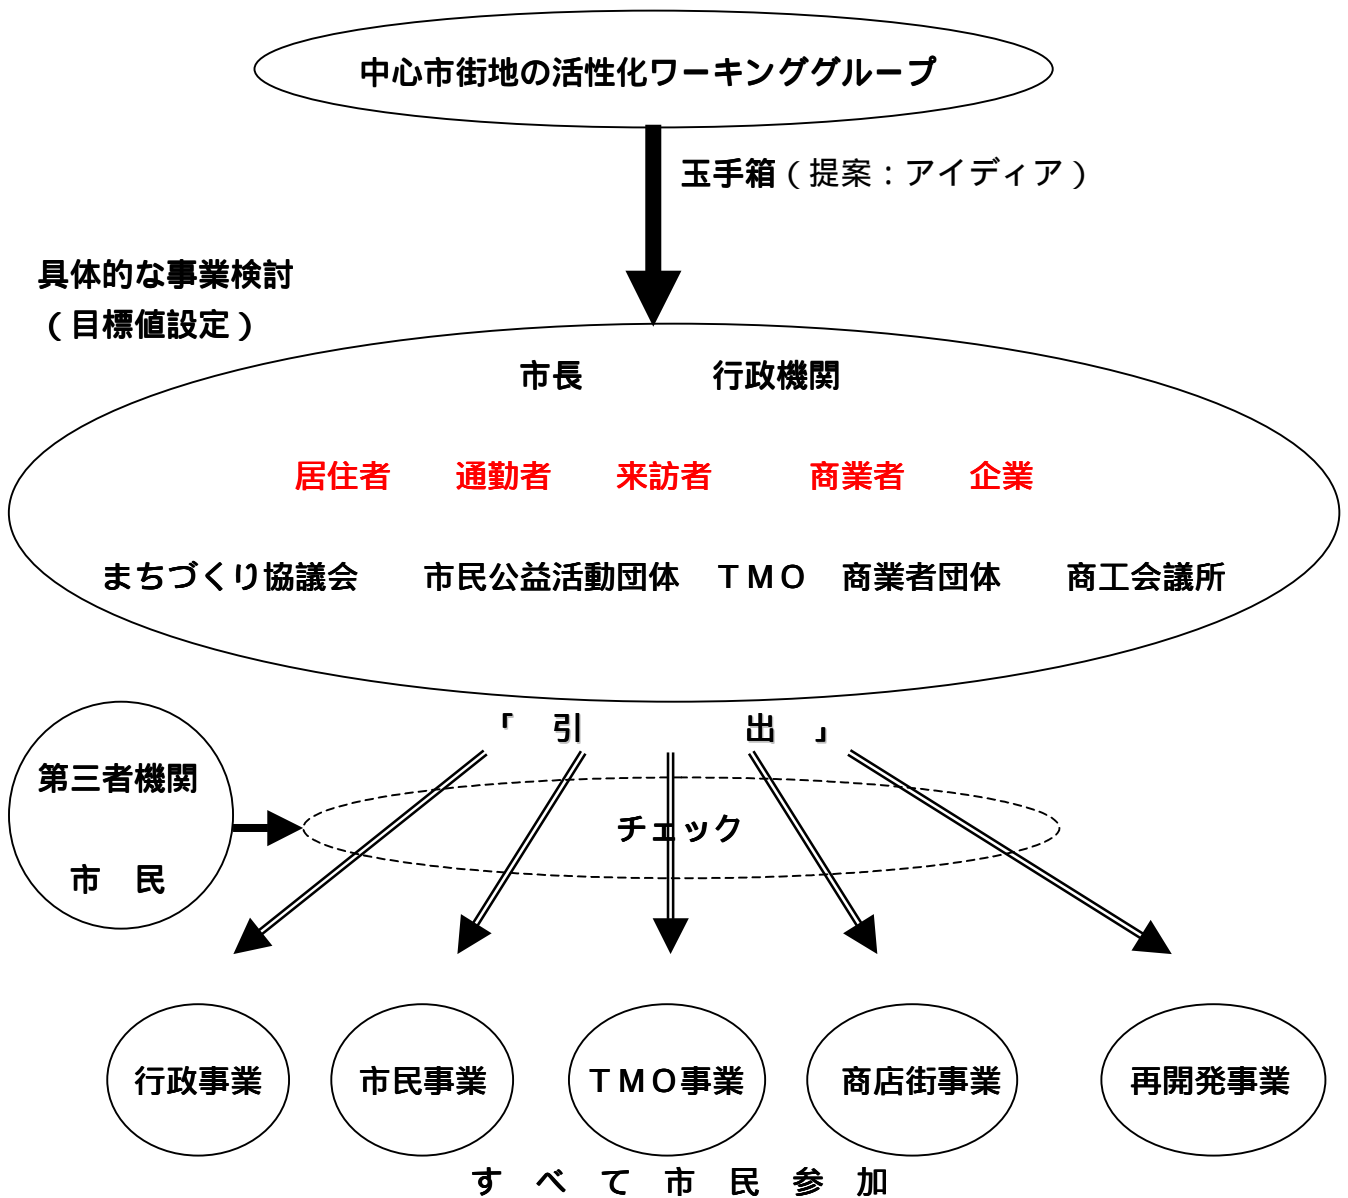 中心市街地の活性化ワーキンググループ
玉手箱（提案：アイディア）
具体的な事業検討
（目標値設定）
市長　　　　行政機関
居住者　　通勤者　　来訪者　　　商業者　　企業
まちづくり協議会　　市民公益活動団体　ＴＭＯ　商業者団体　　商工会議所
「　引　　　　　出　」
第三者機関
チェック
市　民
行政事業　　　市民事業　　　ＴＭＯ事業　　　商店街事業　　　　再開発事業
す　べ　て　市　民　参　加